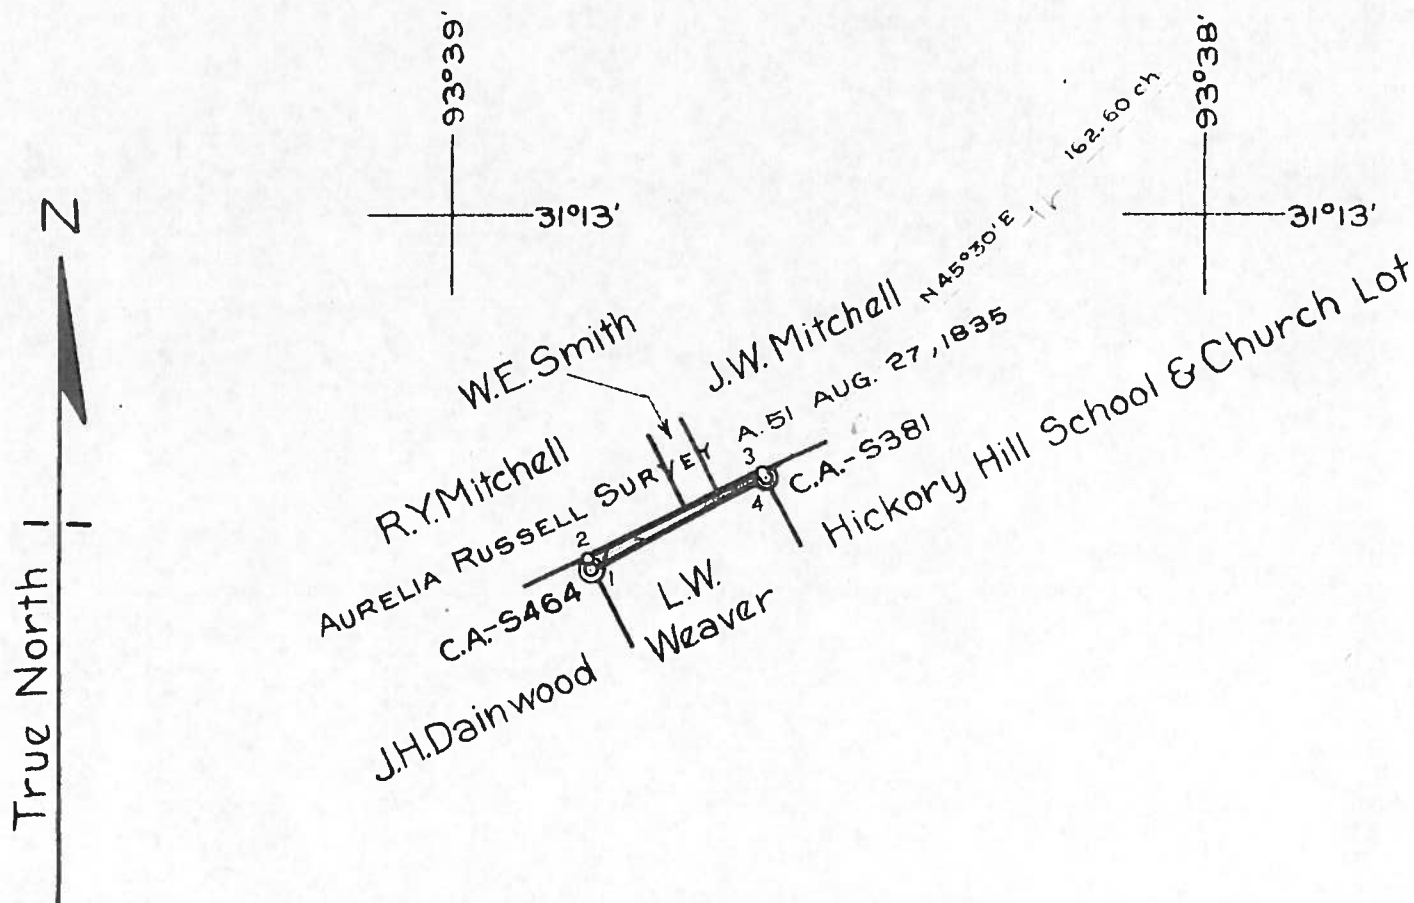 93°39'
93°38'
31°13'
31°13'
N
True North
N45°30'E, 162.60 ch
W.E. Smith
J.W. Mitchell
R.Y. Mitchell
AURELIA RUSSELL SURVEY A.51 AUG. 27, 1835
3
C.A.-S381
4
Hickory Hill School & Church Lot
2
1
C.A-S464
L.W.
Weaver
J.H. Dainwood